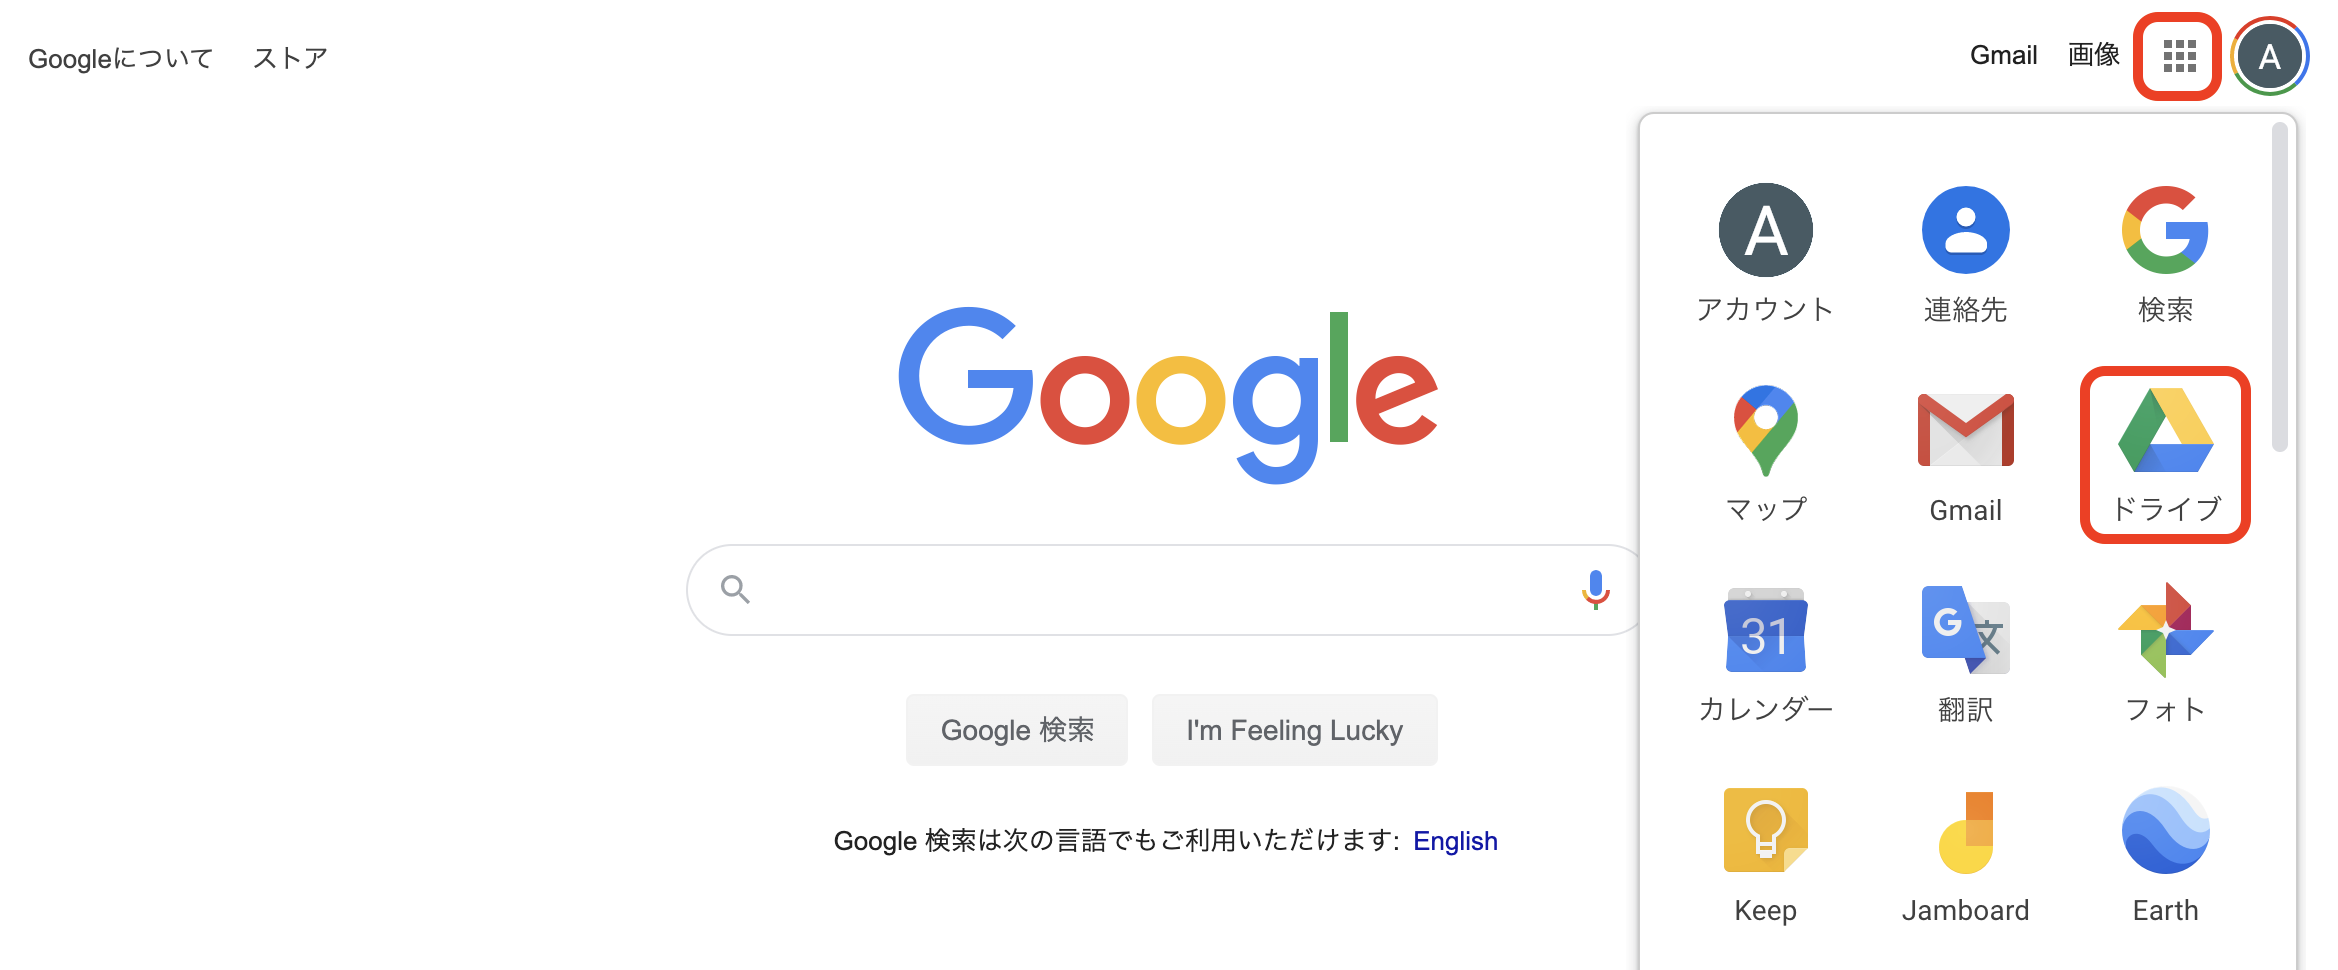 Googleについて ストア
Gmail 画像 A
A
アカウント 連絡先 検索
Google
マップ Gmail ドライブ
31 G 文
カレンダー 翻訳 フォト
Google 検索 I'm Feeling Lucky
Google 検索は次の言語でもご利用いただけます: English
Keep Jamboard Earth